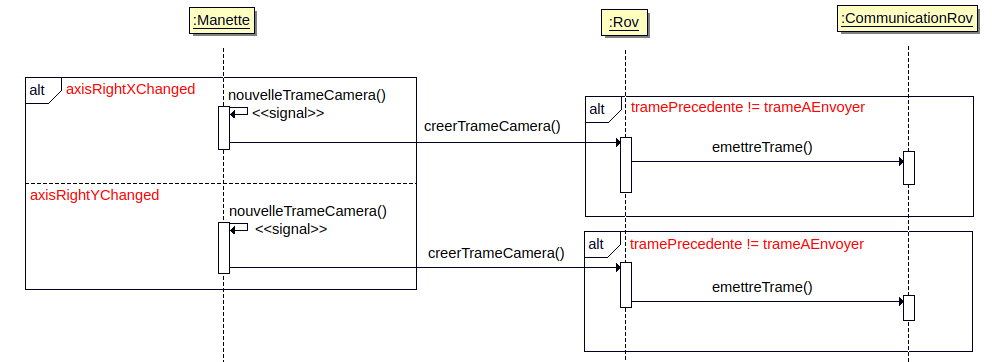 :Manette
:Rov
:CommunicationRov
alt axisRightXChanged
nouvelleTrameCamera()
<<signal>>
creerTrameCamera()
alt tramePrecedente != trameAEnvoyer
emettreTrame()
axisRightYChanged
nouvelleTrameCamera()
<<signal>>
creerTrameCamera()
alt tramePrecedente != trameAEnvoyer
emettreTrame()